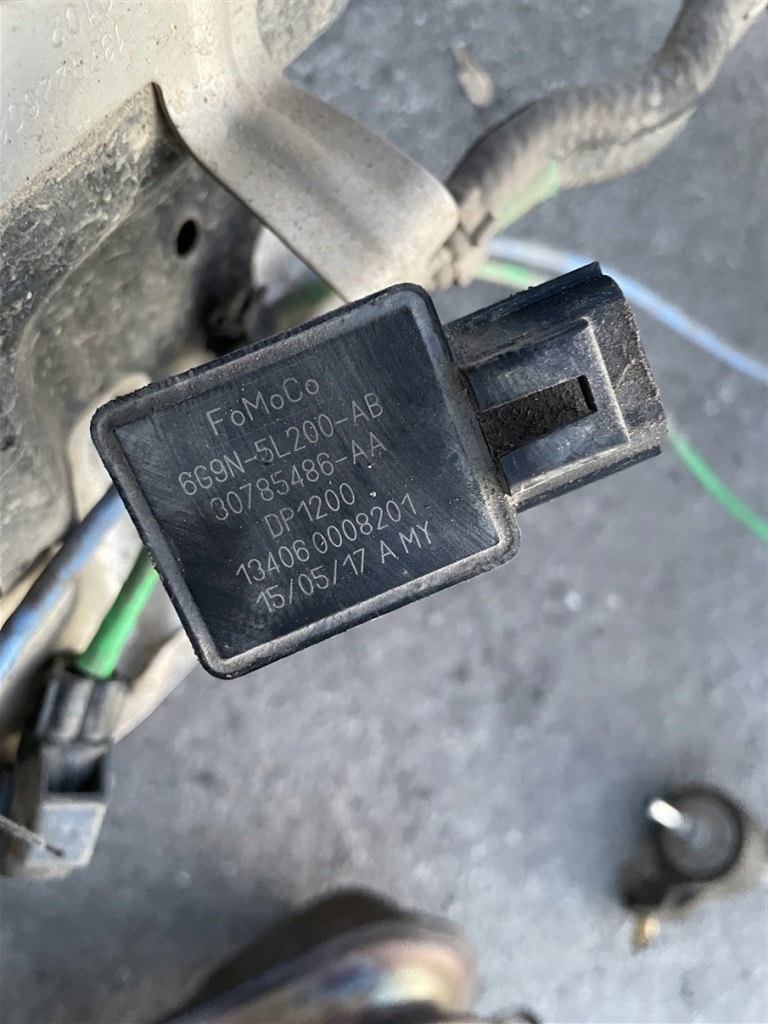 FoMoCo
6G9N-5L200-AB
30785486-AA
DP1200
13406 0008201
15/05/17 A MY